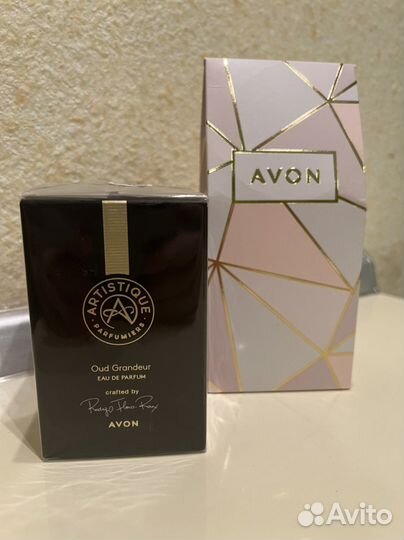 AVON
ARTISTIQUE
PARFUMIERS
Oud Grandeur
EAU DE PARFUM
crafted by
AVON
Avito